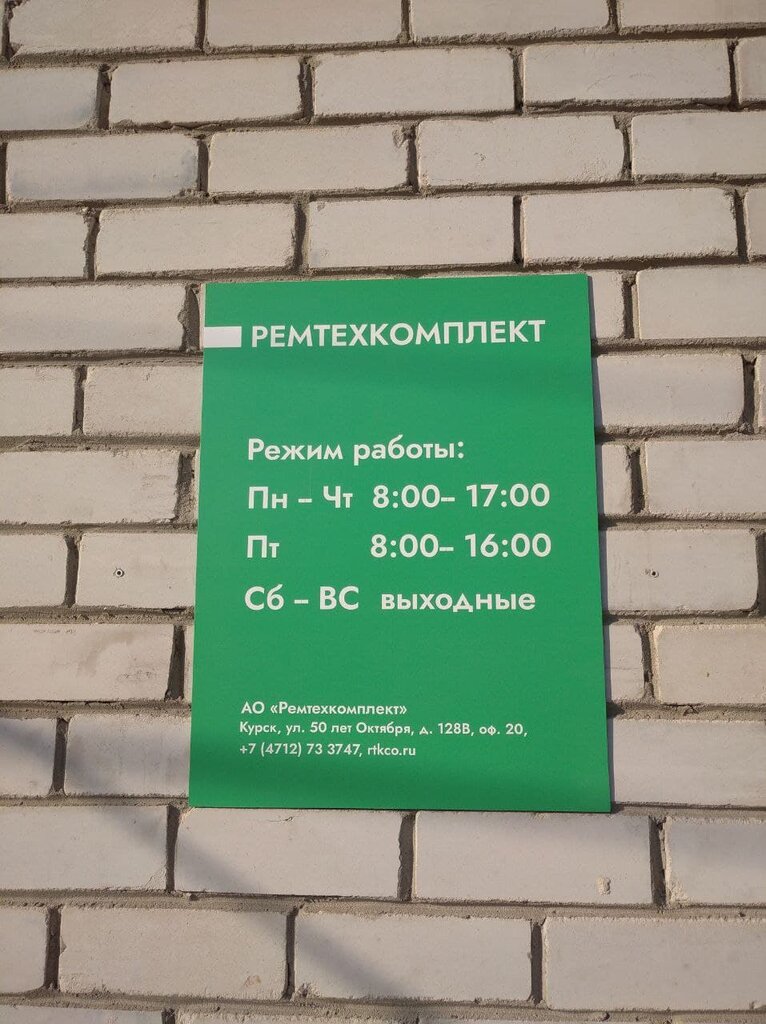 РЕМТЕХКОМПЛЕКТ
Режим работы:
Пн – Чт 8:00– 17:00
Пт 8:00– 16:00
Сб – ВС выходные
АО «Ремтехкомплект»
Курск, ул. 50 лет Октября, д. 128В, оф. 20,
+7 (4712) 73 3747, rtkco.ru